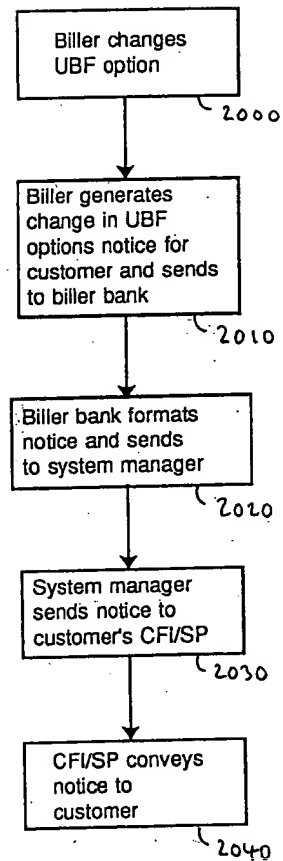 Biller changes
UBF option
2000
Biller generates
change in UBF
options notice for
customer and sends
to biller bank
2010
Biller bank formats
notice and sends
to system manager
2020
System manager
sends notice to
customer's CFI/SP
2030
CFI/SP conveys
notice to
customer
2040